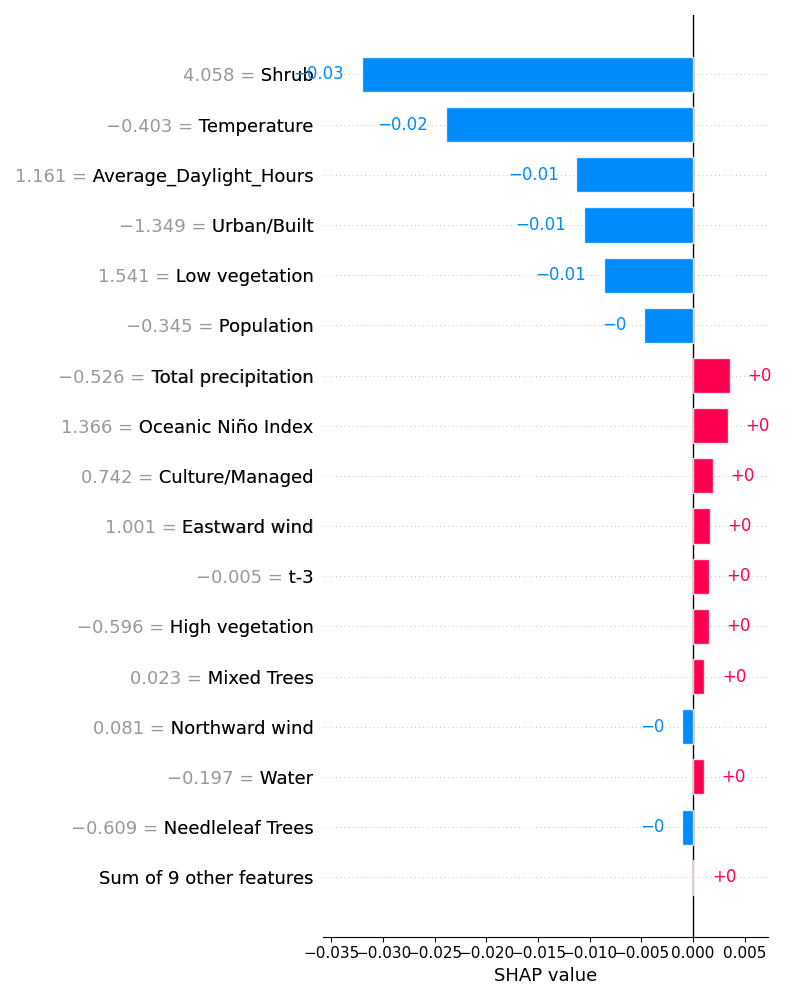 4.058 = Shrub −0.03
−0.403 = Temperature −0.02
1.161 = Average_Daylight_Hours −0.01
−1.349 = Urban/Built −0.01
1.541 = Low vegetation −0.01
−0.345 = Population −0
−0.526 = Total precipitation +0
1.366 = Oceanic Niño Index +0
0.742 = Culture/Managed +0
1.001 = Eastward wind +0
−0.005 = t-3 +0
−0.596 = High vegetation +0
0.023 = Mixed Trees +0
0.081 = Northward wind −0
−0.197 = Water +0
−0.609 = Needleleaf Trees −0
Sum of 9 other features +0
−0.035 −0.030 −0.025 −0.020 −0.015 −0.010 −0.005 0.000 0.005
SHAP value